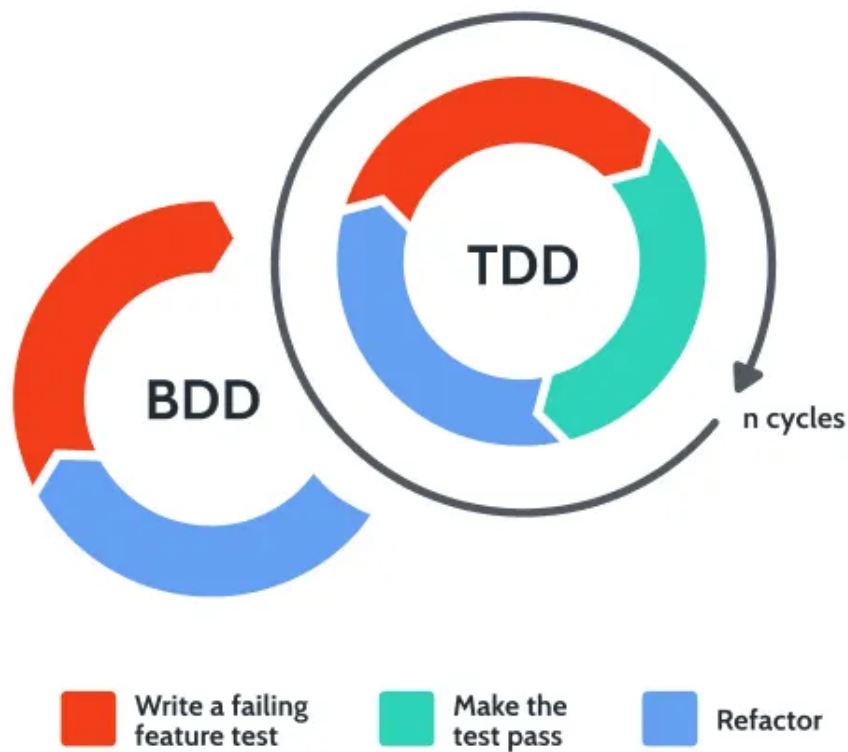 TDD
BDD
n cycles
Write a failing
feature test
Make the
test pass
Refactor